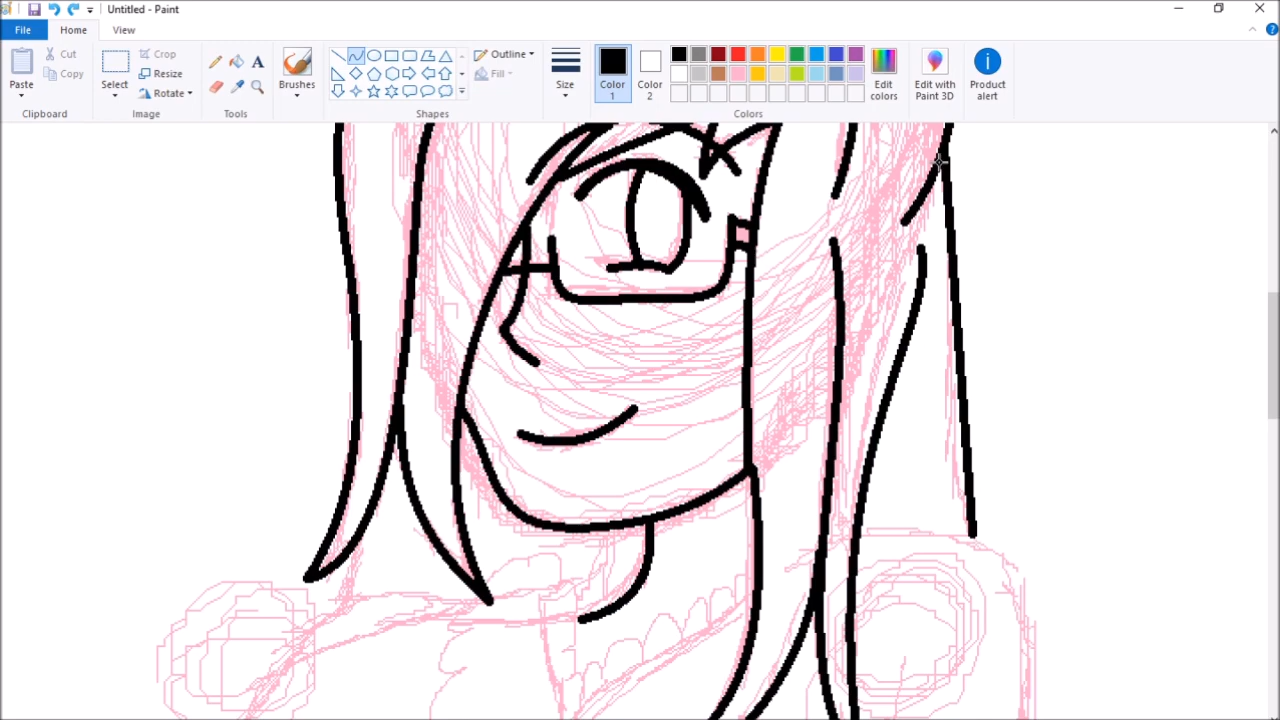 Untitled - Paint
File Home View
Paste
Cut
Copy
Clipboard
Select
Crop
Resize
Rotate
Image
A
Tools
Brushes
Outline
Fill
Shapes
Size
Color
1
Color
2
Edit
colors
Colors
Edit with
Paint 3D
Product
alert